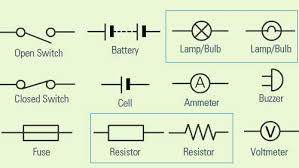 Open Switch
Battery
Lamp/Bulb
Lamp/Bulb
Closed Switch
Cell
A
Ammeter
Buzzer
Fuse
Resistor
Resistor
V
Voltmeter